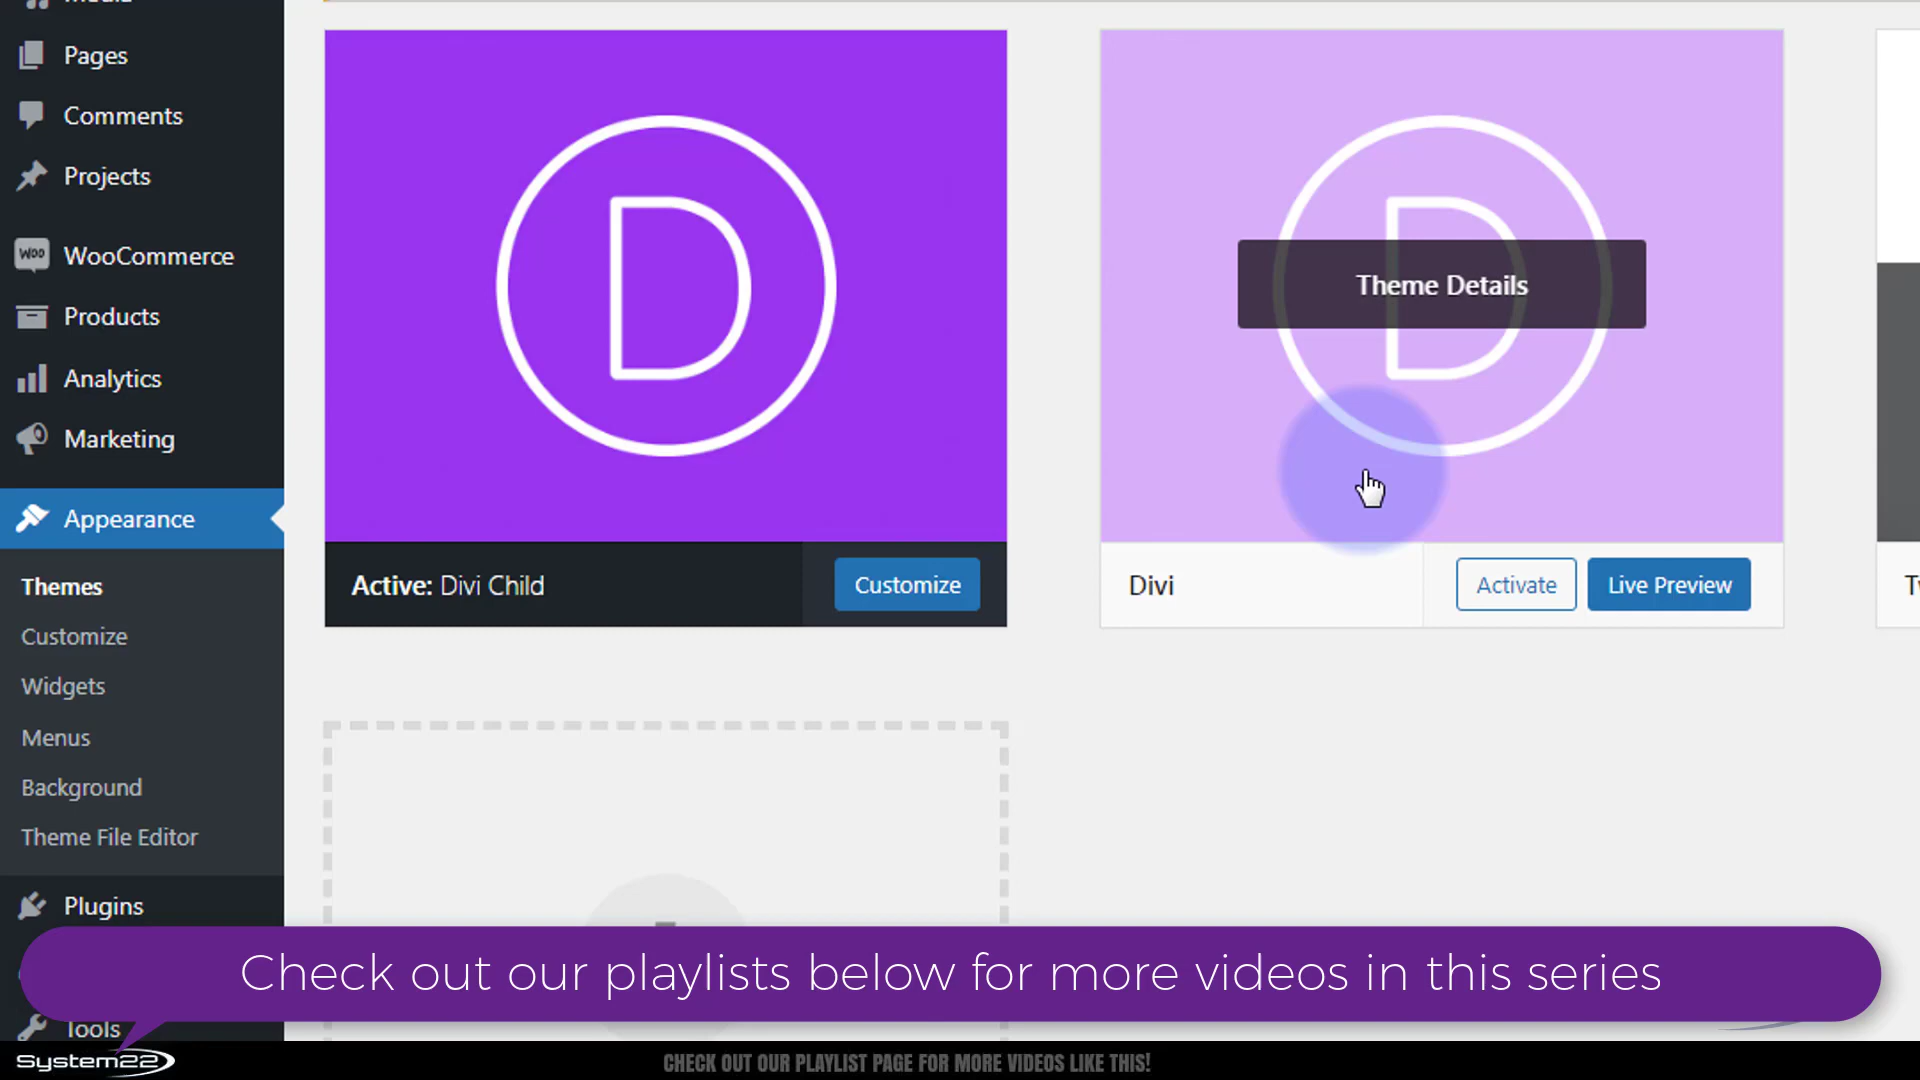 Media
Pages
Comments
Projects
WOO WooCommerce
Products
Analytics
Marketing
Appearance
Themes
Customize
Widgets
Menus
Background
Theme File Editor
Plugins
Tools
D
Active: Divi Child
Customize
D
Theme Details
Divi
Activate
Live Preview
Check out our playlists below for more videos in this series
System22
CHECK OUT OUR PLAYLIST PAGE FOR MORE VIDEOS LIKE THIS!